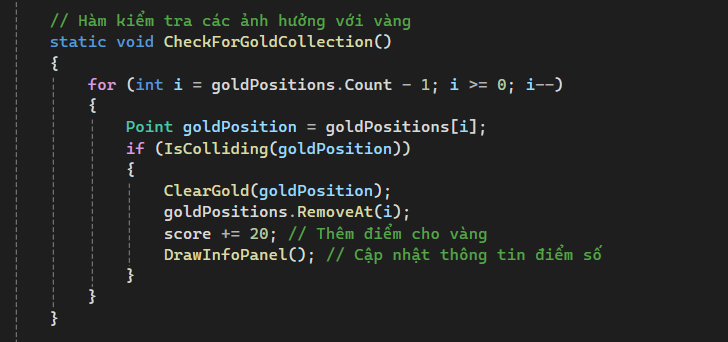 // Hàm kiểm tra các ảnh hưởng với vàng
static void CheckForGoldCollection()
{
for (int i = goldPositions.Count - 1; i >= 0; i--)
{
Point goldPosition = goldPositions[i];
if (IsColliding(goldPosition))
{
ClearGold(goldPosition);
goldPositions.RemoveAt(i);
score += 20; // Thêm điểm cho vàng
DrawInfoPanel(); // Cập nhật thông tin điểm số
}
}
}